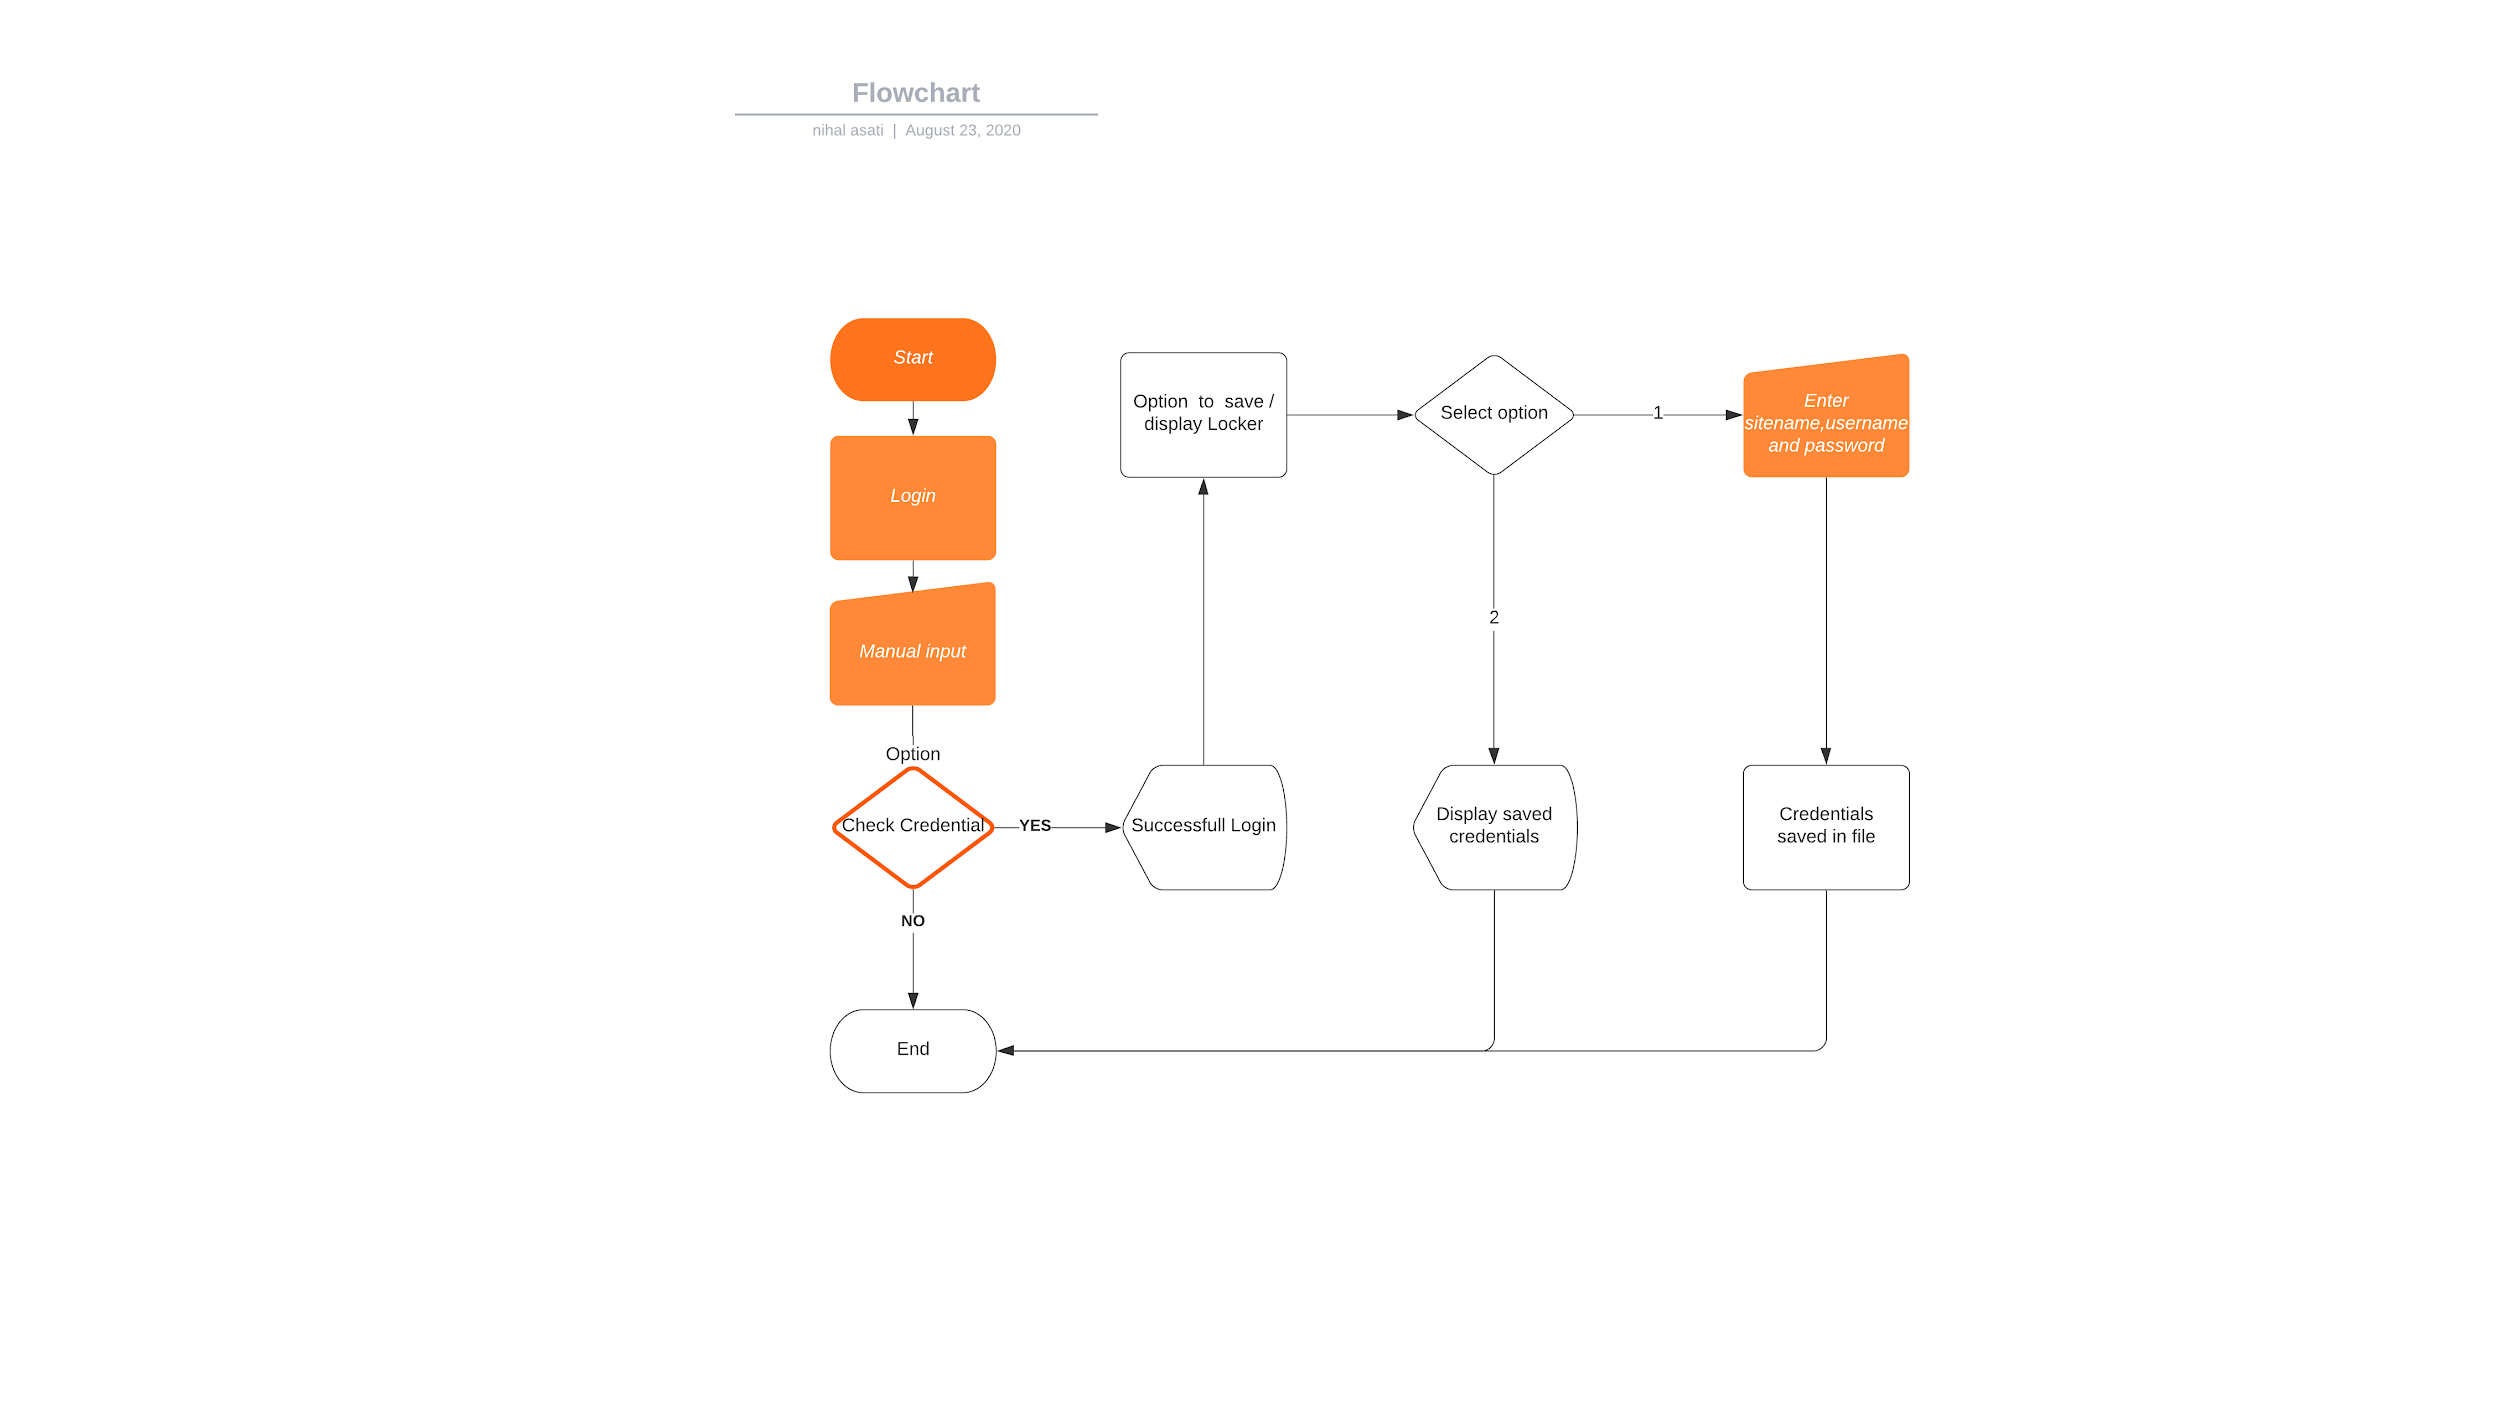 Flowchart
nihal asati | August 23, 2020
Start
Login
Manual input
Option
Check Credential
YES
NO
End
Successfull Login
Option to save /
display Locker
Select option
1
2
Enter
sitename,username
and password
Display saved
credentials
Credentials
saved in file